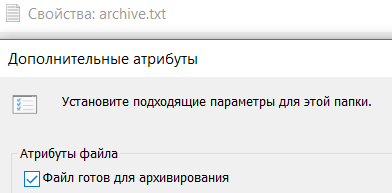 Свойства: archive.txt
Дополнительные атрибуты
Установите подходящие параметры для этой папки.
Атрибуты файла
Файл готов для архивирования